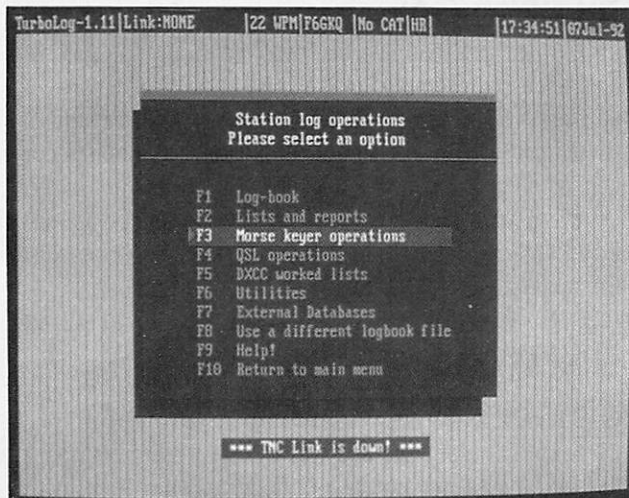 TurboLog-1.11|Link:NONE |22 WPM|F6GKQ |No CAT|HR| |17:34:51|07Jul-92
Station log operations
Please select an option
F1 Log-book
F2 Lists and reports
F3 Morse keyer operations
F4 QSL operations
F5 DXCC worked lists
F6 Utilities
F7 External Databases
F8 Use a different logbook file
F9 Help!
F10 Return to main menu
*** TNC Link is down! ***